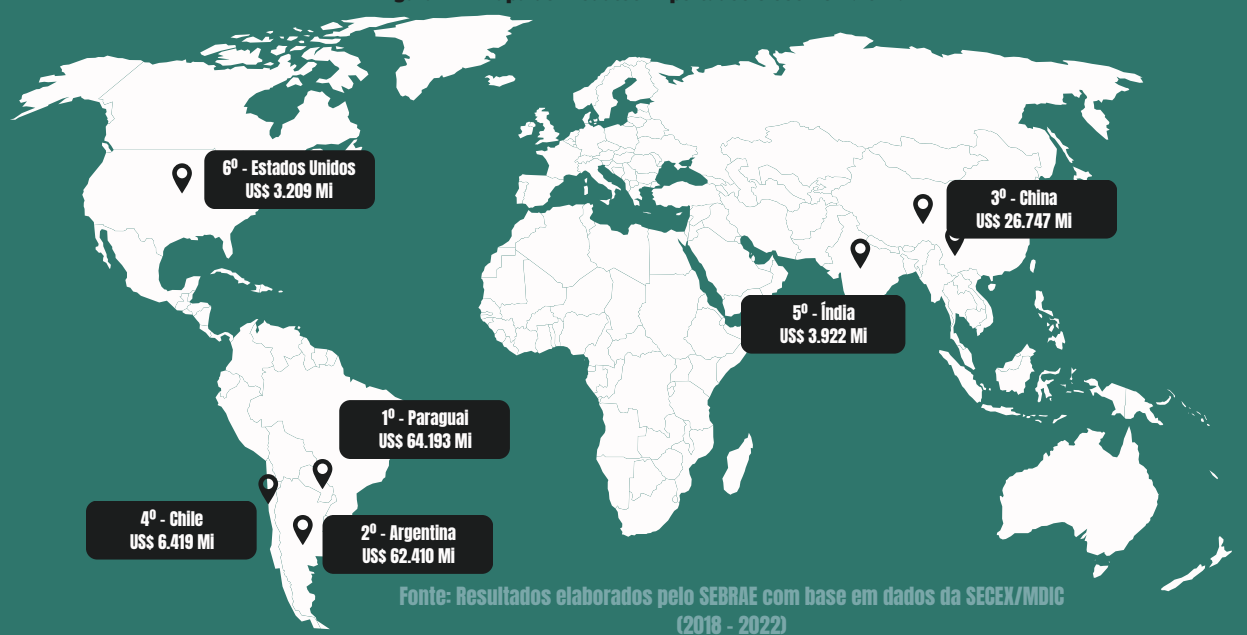 6º - Estados Unidos
US$ 3.209 Mi
3º - China
US$ 26.747 Mi
5º - Índia
US$ 3.922 Mi
1º - Paraguai
US$ 64.193 Mi
4º - Chile
US$ 6.419 Mi
2º - Argentina
US$ 62.410 Mi
Fonte: Resultados elaborados pelo SEBRAE com base em dados da SECEX/MDIC
(2018 - 2022)